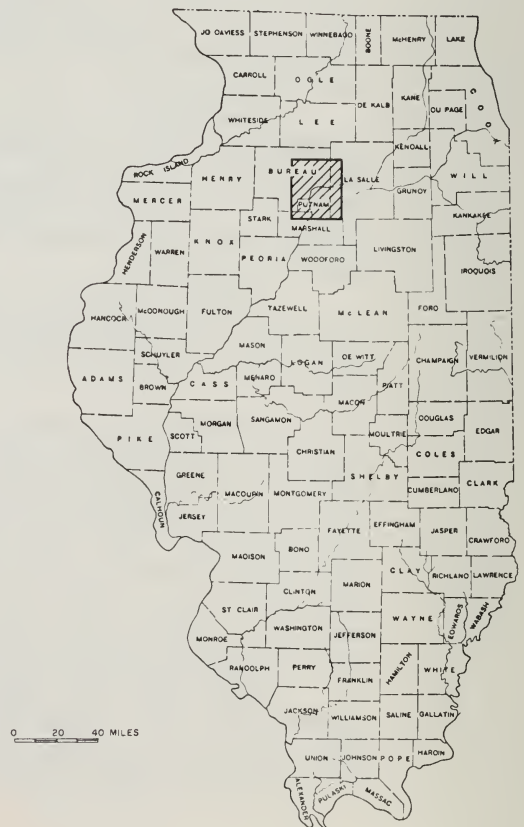 JO DAVIESS STEPHENSON WINNEBAGO BOONE McHENRY LAKE
CARROLL OGLE DE KALB KANE COOK
DU PAGE
WHITESIDE LEE
KENDALL
ROCK ISLAND HENRY BUREAU LA SALLE GRUNDY WILL
MERCER
PUTNAM
KANKAKEE
STARK MARSHALL
HENDERSON WARREN KNOX PEORIA WOODFORD LIVINGSTON IROQUOIS
HANCOCK McDONOUGH FULTON TAZEWELL McLEAN FORD
MASON
SCHUYLER LOGAN DE WITT CHAMPAIGN VERMILION
ADAMS BROWN CASS MENARD PIATT
MACON
MORGAN SANGAMON DOUGLAS EDGAR
PIKE SCOTT CHRISTIAN MOULTRIE
COLES
GREENE MACOUPIN MONTGOMERY SHELBY CUMBERLAND CLARK
CALHOUN JERSEY
FAYETTE EFFINGHAM JASPER CRAWFORD
MADISON BOND
CLAY RICHLAND LAWRENCE
CLINTON MARION
ST CLAIR WAYNE EDWARDS WABASH
WASHINGTON JEFFERSON
MONROE
RANDOLPH PERRY HAMILTON WHITE
FRANKLIN
JACKSON WILLIAMSON SALINE GALLATIN
0 20 40 MILES
UNION JOHNSON POPE HARDIN
ALEXANDER PULASKI MASSAC